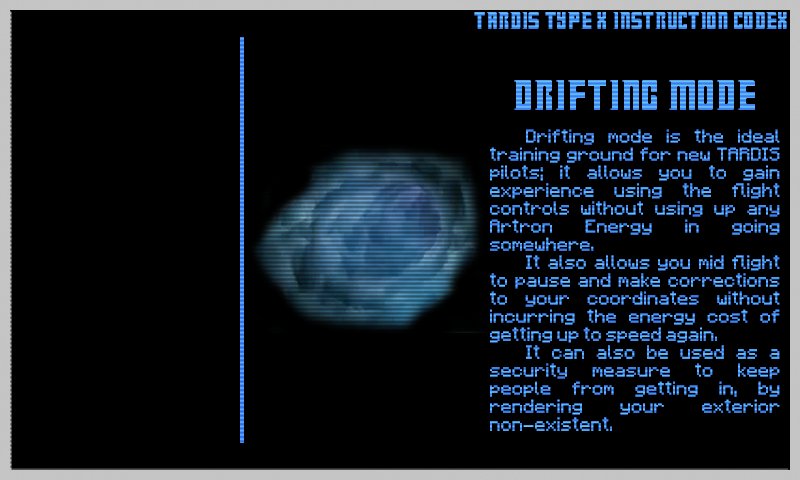 TARDIS TYPE X INSTRUCTION CODEX
DRIFTING MODE
Drifting mode is the ideal
training ground for new TARDIS
pilots; it allows you to gain
experience using the flight
controls without using up any
Artron Energy in going
somewhere.
It also allows you mid flight
to pause and make corrections
to your coordinates without
incurring the energy cost of
getting up to speed again.
It can also be used as a
security measure to keep
people from getting in, by
rendering your exterior
non-existent.